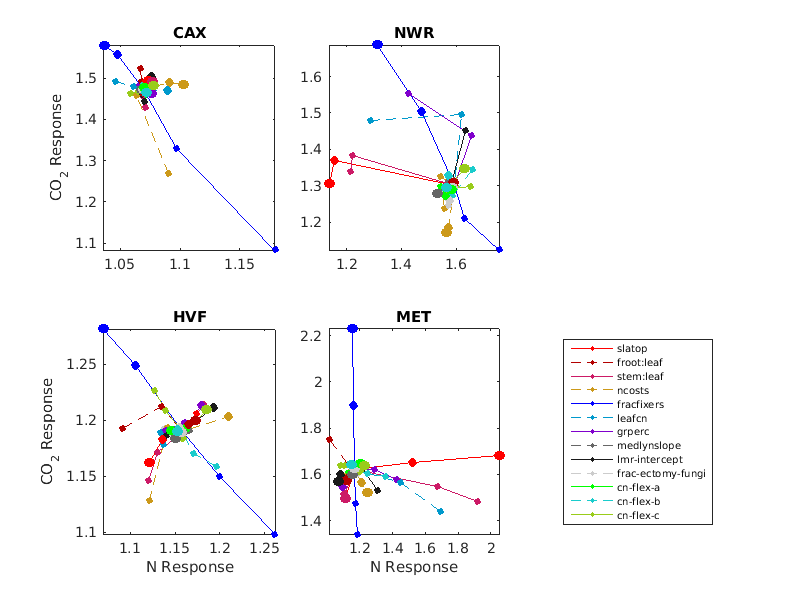 CAX
NWR
1.5
1.4
1.3
1.2
1.1
1.05
1.1
1.15
CO2 Response
1.6
1.5
1.4
1.3
1.2
1.2
1.4
1.6
HVF
MET
1.25
1.2
1.15
1.1
1.1
1.15
1.2
1.25
CO2 Response
N Response
2.2
2
1.8
1.6
1.4
1.2
1.4
1.6
1.8
2
N Response
slatop
froot:leaf
stem:leaf
ncosts
fracfixers
leafcn
grperc
medlynslope
lmr-intercept
frac-ectomy-fungi
cn-flex-a
cn-flex-b
cn-flex-c